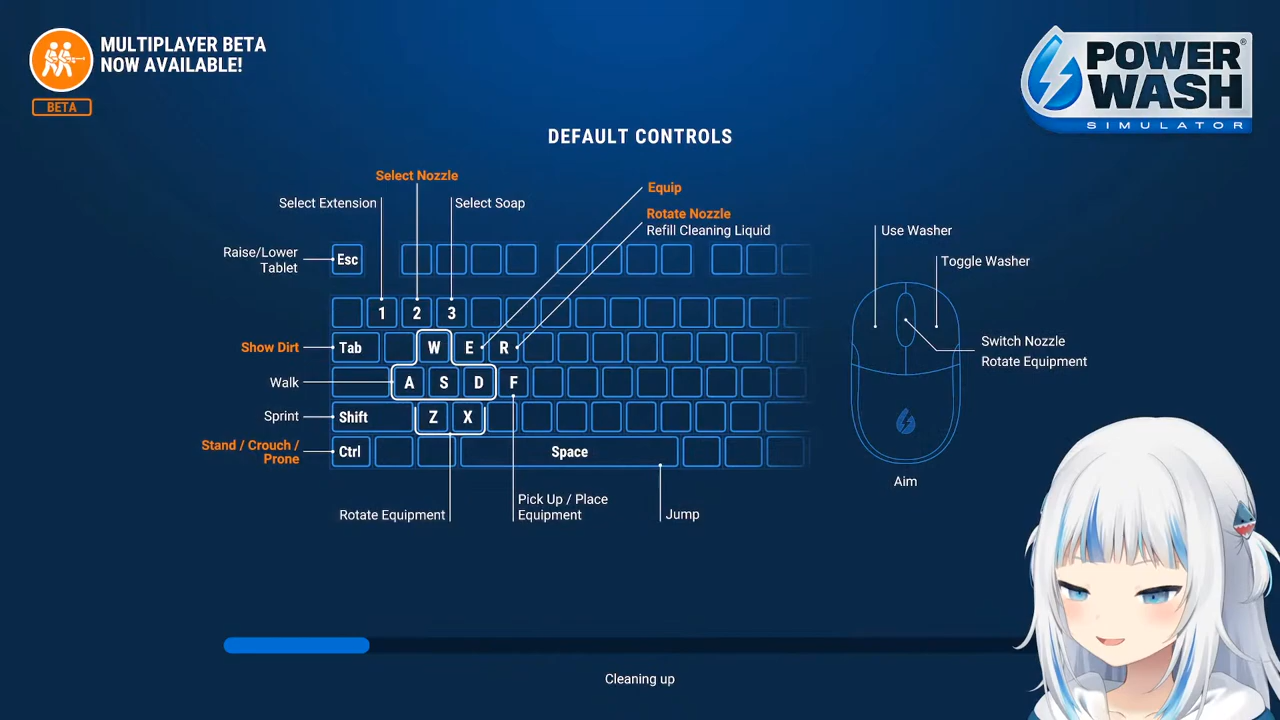 MULTIPLAYER BETA
NOW AVAILABLE!
BETA
POWER
WASH
SIMULATOR
DEFAULT CONTROLS
Select Nozzle
Select Extension
Select Soap
Equip
Rotate Nozzle
Refill Cleaning Liquid
Raise/Lower
Tablet
Esc
1 2 3
Show Dirt
Tab W E R
Walk
A S D F
Sprint
Shift Z X
Stand / Crouch /
Prone
Ctrl Space
Rotate Equipment
Pick Up / Place
Equipment
Jump
Use Washer
Toggle Washer
Switch Nozzle
Rotate Equipment
Aim
Cleaning up